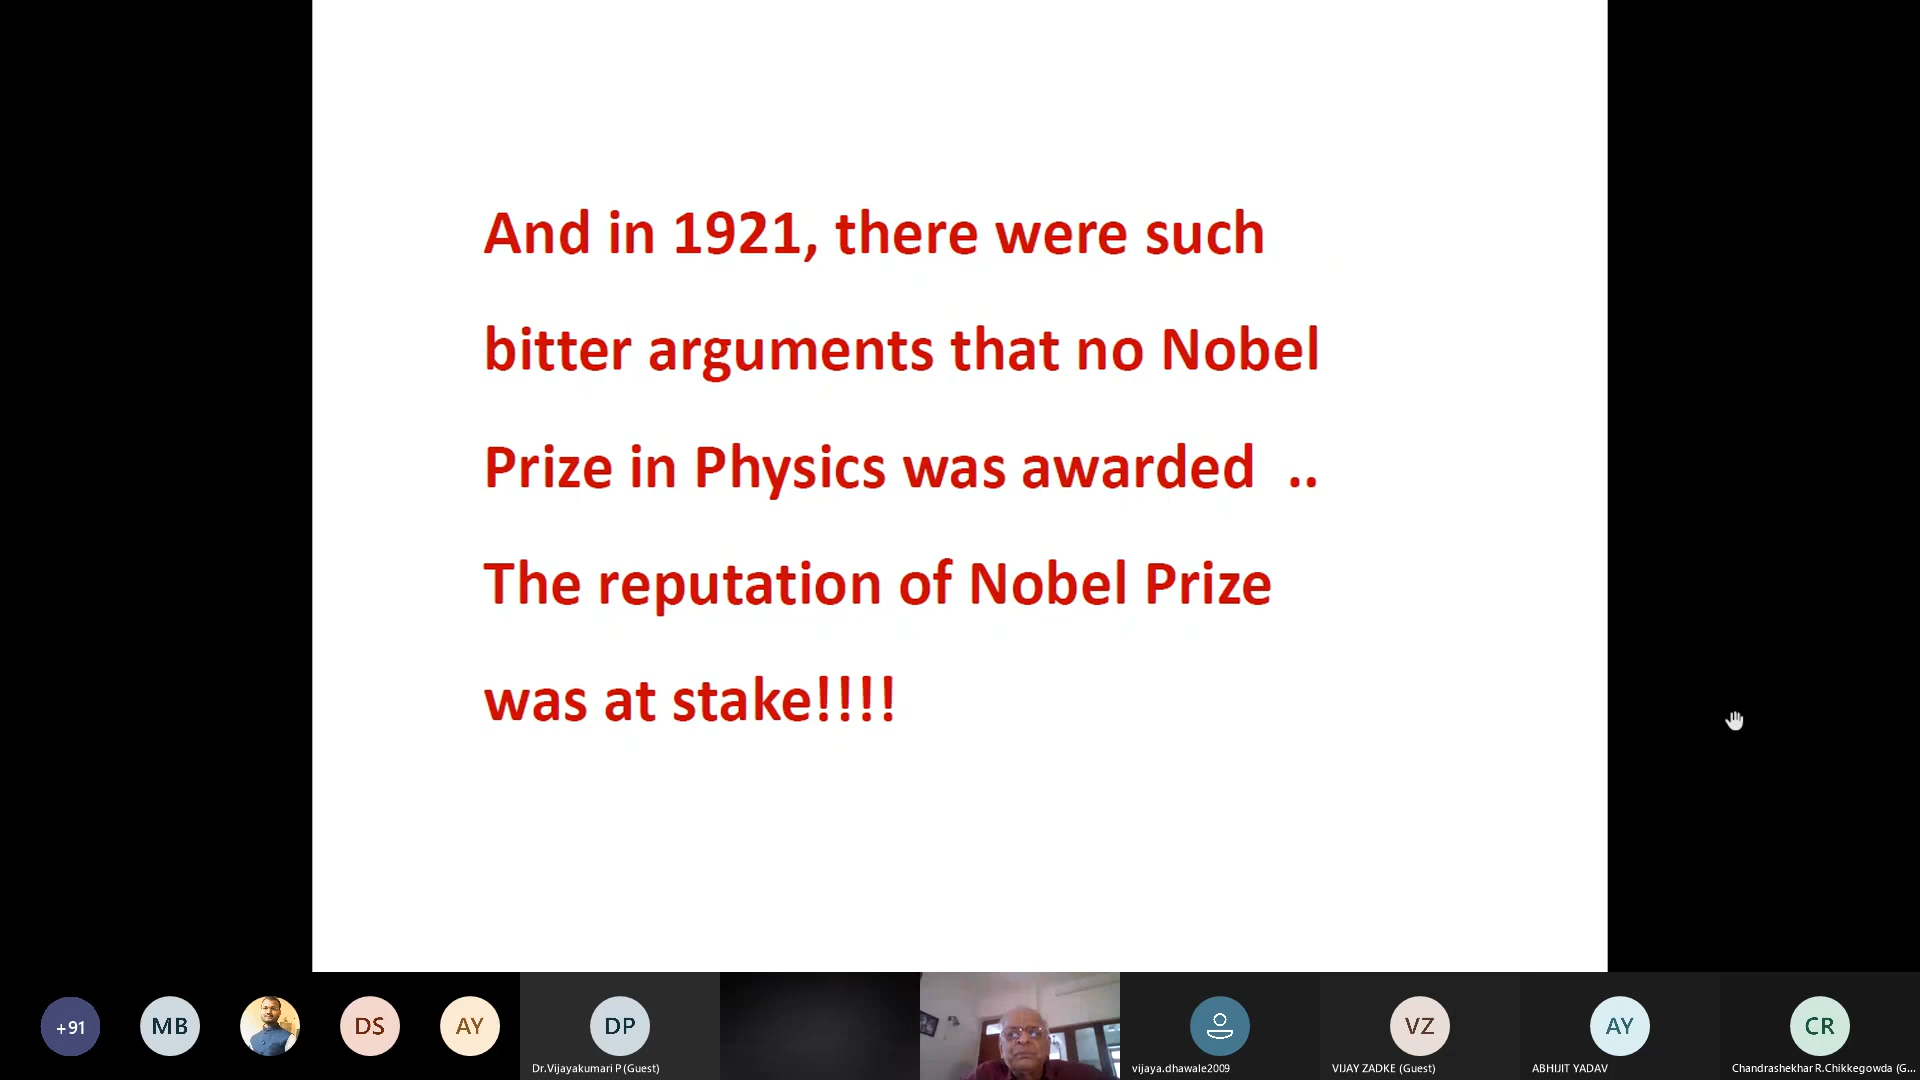 And in 1921, there were such
bitter arguments that no Nobel
Prize in Physics was awarded ..
The reputation of Nobel Prize
was at stake!!!!
+91
MB
DS
AY
DP
Dr.Vijayakumari P (Guest)
vijaya.dhawale2009
VZ
VIJAY ZADKE (Guest)
AY
ABHIJIT YADAV
CR
Chandrashekhar R.Chikkegowda (G...